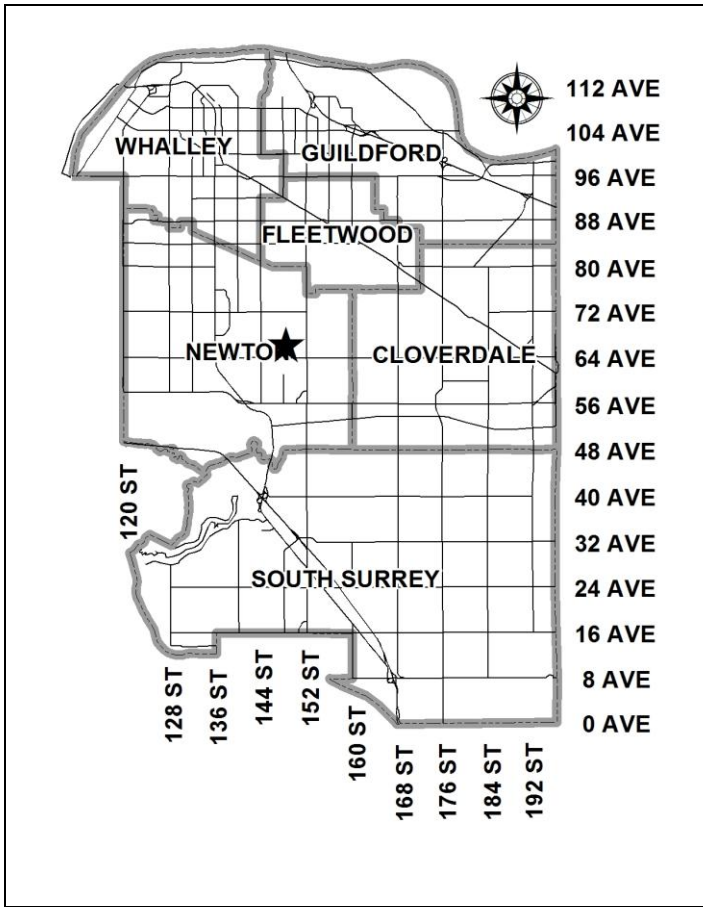 112 AVE
104 AVE
WHALLEY
GUILDFORD
96 AVE
88 AVE
FLEETWOOD
80 AVE
72 AVE
NEWTO
CLOVERDALE
64 AVE
56 AVE
48 AVE
120 ST
40 AVE
32 AVE
SOUTH SURREY
24 AVE
16 AVE
8 AVE
0 AVE
128 ST
136 ST
144 ST
152 ST
160 ST
168 ST
176 ST
184 ST
192 ST